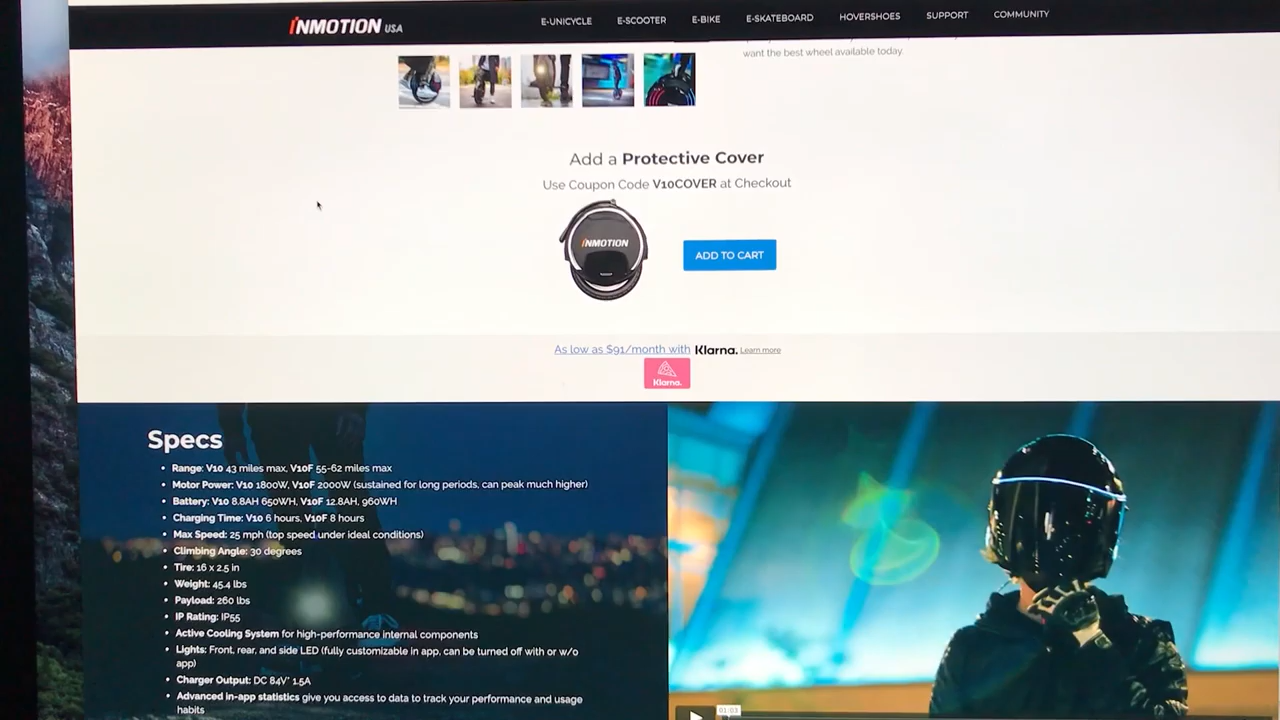 INMOTION USA
E-UNICYCLE E-SCOOTER E-BIKE E-SKATEBOARD HOVERSHOES SUPPORT COMMUNITY
want the best wheel available today.
Add a Protective Cover
Use Coupon Code V10COVER at Checkout
INMOTION
ADD TO CART
As low as $91/month with Klarna. Learn more
Klarna.
Specs
• Range: V10 43 miles max, V10F 55-62 miles max
• Motor Power: V10 1800W, V10F 2000W (sustained for long periods, can peak much higher)
• Battery: V10 8.8AH 650WH, V10F 12.8AH, 960WH
• Charging Time: V10 6 hours, V10F 8 hours
• Max Speed: 25 mph (top speed under ideal conditions)
• Climbing Angle: 30 degrees
• Tire: 16 x 2.5 in
• Weight: 45.4 lbs
• Payload: 260 lbs
• IP Rating: IP55
• Active Cooling System for high-performance internal components
• Lights: Front, rear, and side LED (fully customizable in app, can be turned off with or w/o
app)
• Charger Output: DC 84V* 1.5A
• Advanced in-app statistics give you access to data to track your performance and usage
habits
01:03